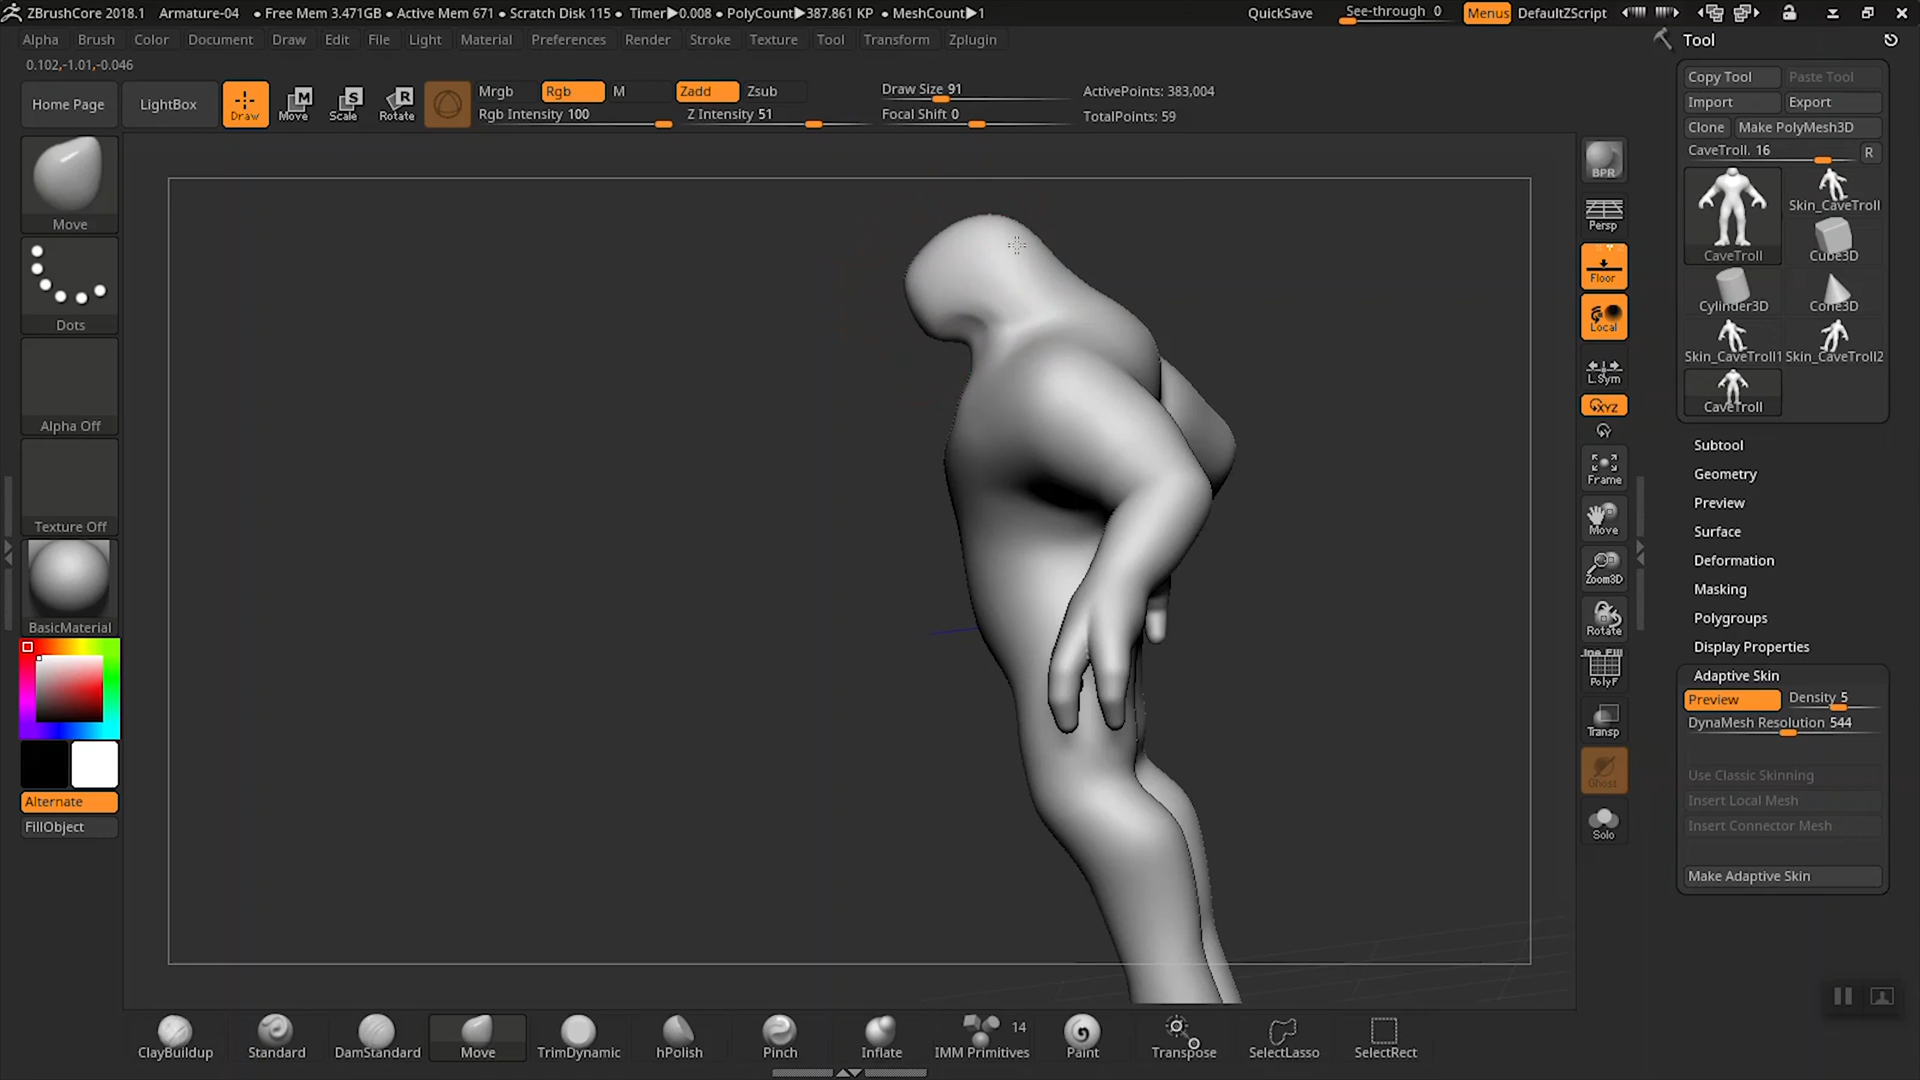 ZBrushCore 2018.1 Armature-04 ● Free Mem 3.471GB ● Active Mem 671 ● Scratch Disk 115 ● Timer▶0.008 ● PolyCount▶387.861 KP ● MeshCount▶1 QuickSave See-through 0 Menus DefaultZScript
Alpha Brush Color Document Draw Edit File Light Material Preferences Render Stroke Texture Tool Transform Zplugin
Tool
0.102,-1.01,-0.046
Home Page LightBox Draw Move Scale Rotate
M S R
Mrgb Rgb M Zadd Zsub
Rgb Intensity 100 Z Intensity 51
Draw Size 91
Focal Shift 0
ActivePoints: 383,004
TotalPoints: 59
Move
Dots
Alpha Off
Texture Off
BasicMaterial
Alternate
FillObject
BPR
Persp
Floor
Local
L.Sym
XYZ
Y
Frame
Move
Zoom3D
Rotate
Line Fill
PolyF
Transp
Ghost
Solo
Copy Tool Paste Tool
Import Export
Clone Make PolyMesh3D
CaveTroll. 16 R
CaveTroll Skin_CaveTroll
Cube3D
Cylinder3D Cone3D
Skin_CaveTroll1 Skin_CaveTroll2
CaveTroll
Subtool
Geometry
Preview
Surface
Deformation
Masking
Polygroups
Display Properties
Adaptive Skin
Preview Density 5
DynaMesh Resolution 544
Use Classic Skinning
Insert Local Mesh
Insert Connector Mesh
Make Adaptive Skin
14
ClayBuildup Standard DamStandard Move TrimDynamic hPolish Pinch Inflate IMM Primitives Paint Transpose SelectLasso SelectRect